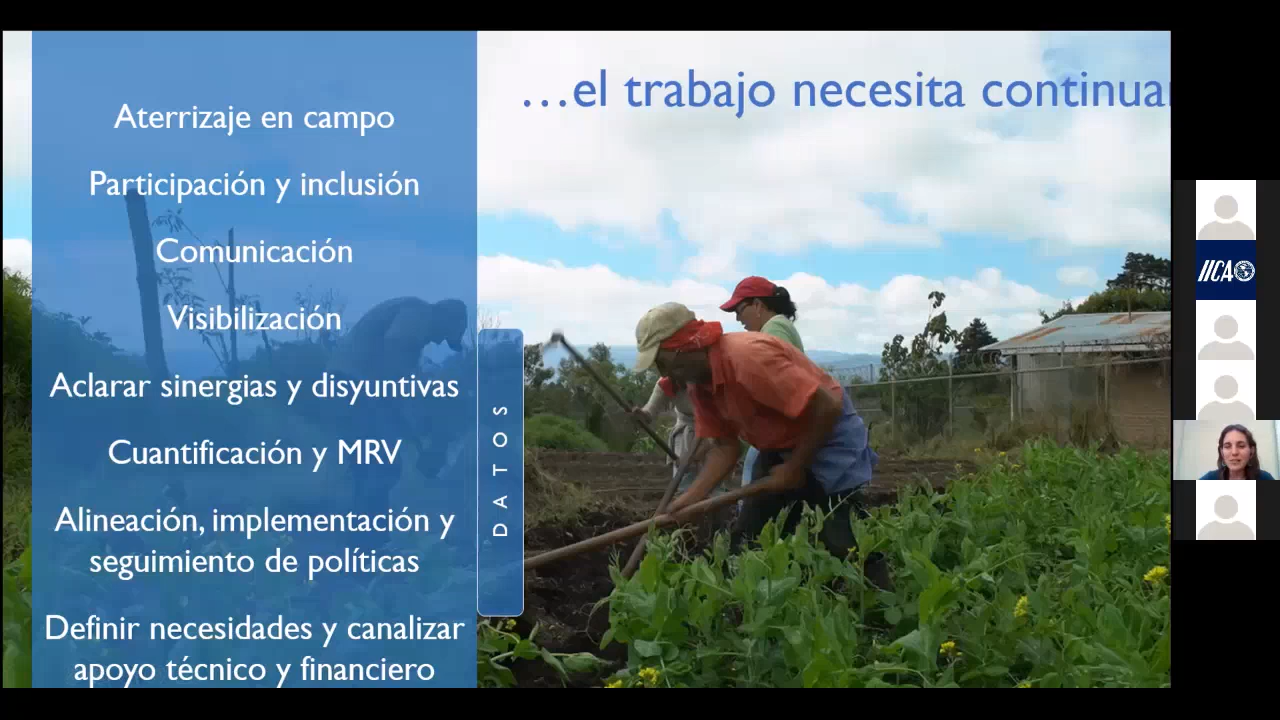 …el trabajo necesita continuar
Aterrizaje en campo
Participación y inclusión
Comunicación
Visibilización
Aclarar sinergias y disyuntivas
Cuantificación y MRV
Alineación, implementación y
seguimiento de políticas
Definir necesidades y canalizar
apoyo técnico y financiero
DATOS
IICA